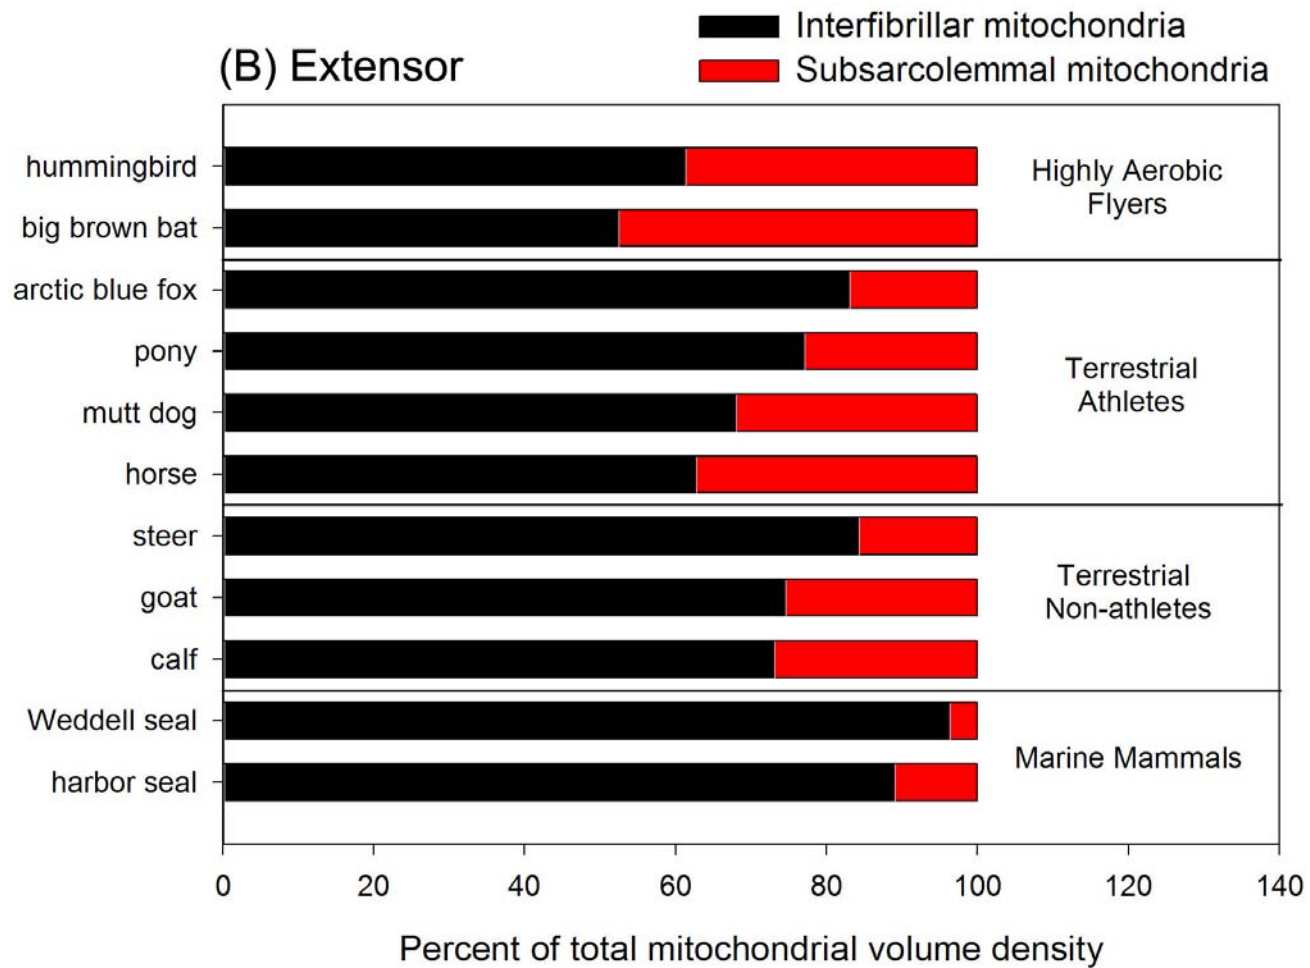 Interfibrillar mitochondria
(B) Extensor
Subsarcolemmal mitochondria
hummingbird
Highly Aerobic
Flyers
big brown bat
arctic blue fox
pony
Terrestrial
Athletes
mutt dog
horse
steer
Terrestrial
Non-athletes
goat
calf
Weddell seal
Marine Mammals
harbor seal
0 20 40 60 80 100 120 140
Percent of total mitochondrial volume density